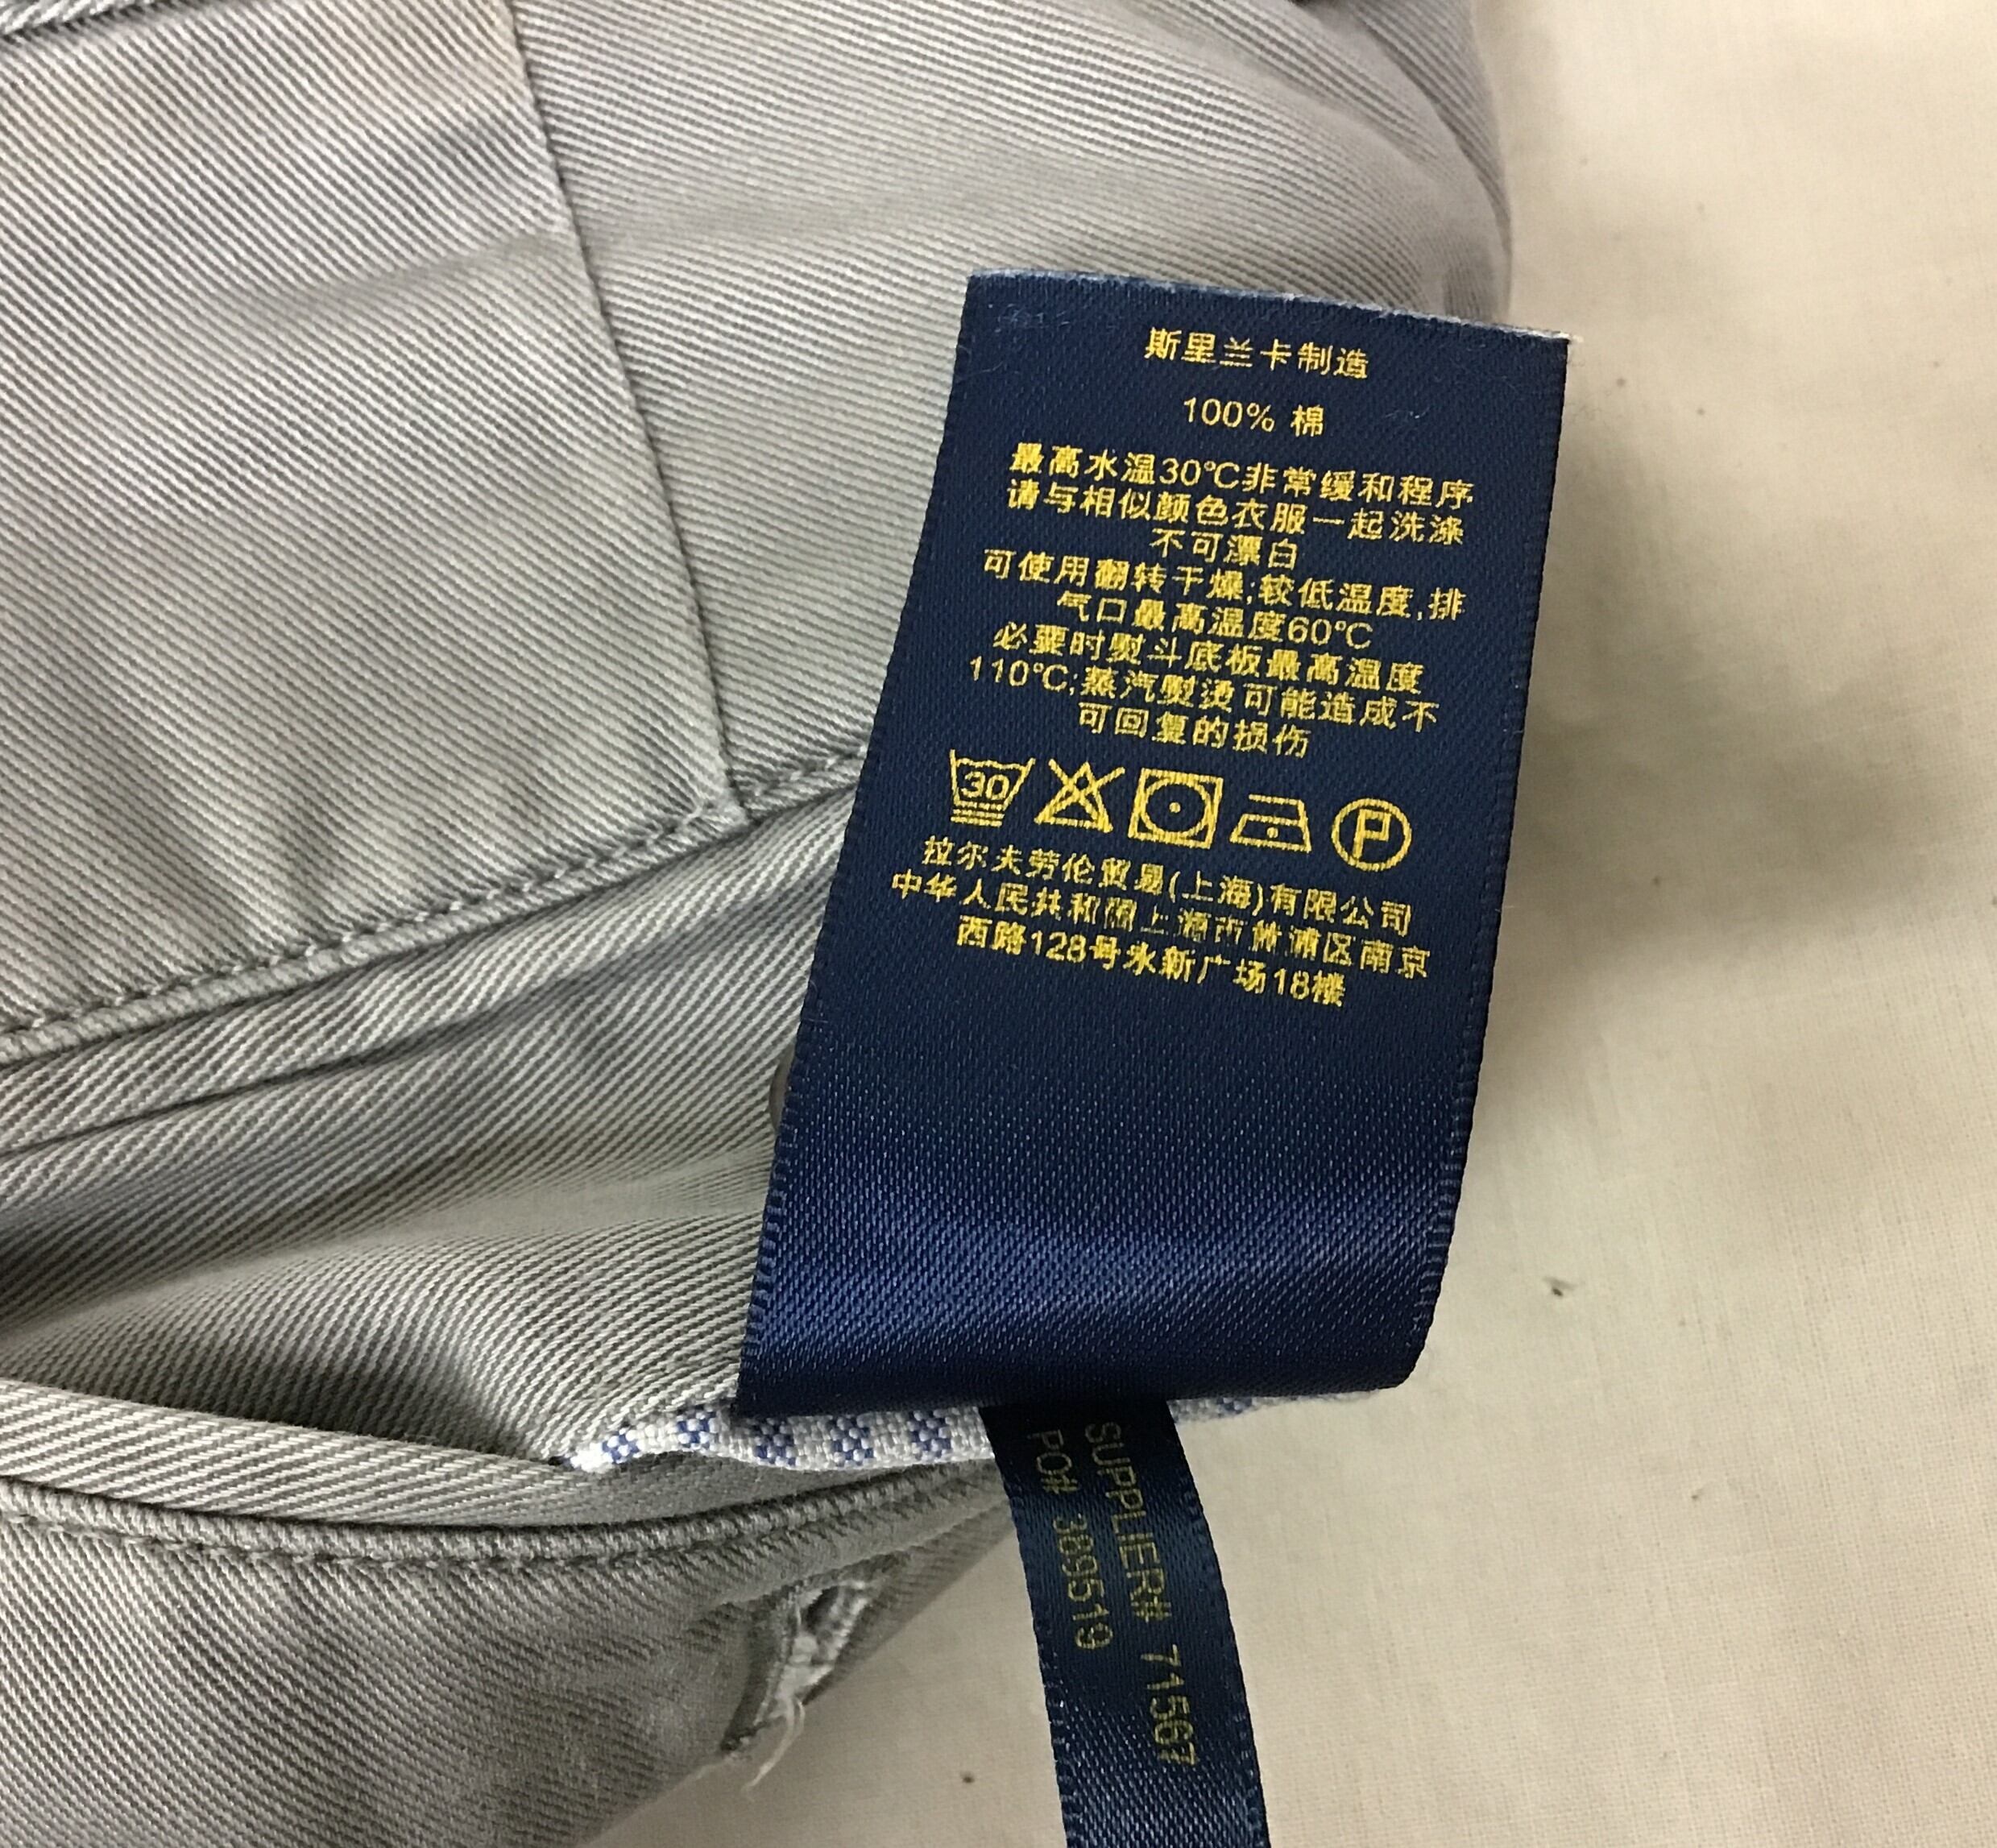 斯里兰卡制造
100% 棉
最高水温30℃非常缓和程序
请与相似颜色衣服一起洗涤
不可漂白
可使用翻转干燥;较低温度,排
气口最高温度60℃
必要时熨斗底板最高温度
110℃;蒸汽熨烫可能造成不
可回复的损伤
30
P
拉尔夫劳伦贸易(上海)有限公司
中华人民共和国上海市黄浦区南京
西路128号永新广场18楼
SUPPLIER# 71567
PO# 389519